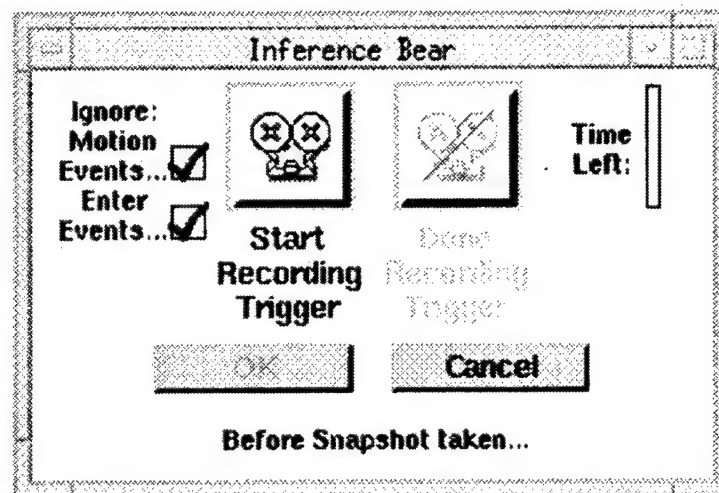 Inference Bear
Ignore:
Motion
Events...
Enter
Events...
Start
Recording
Trigger
Done
Recording
Trigger
Time
Left:
OK
Cancel
Before Snapshot taken...